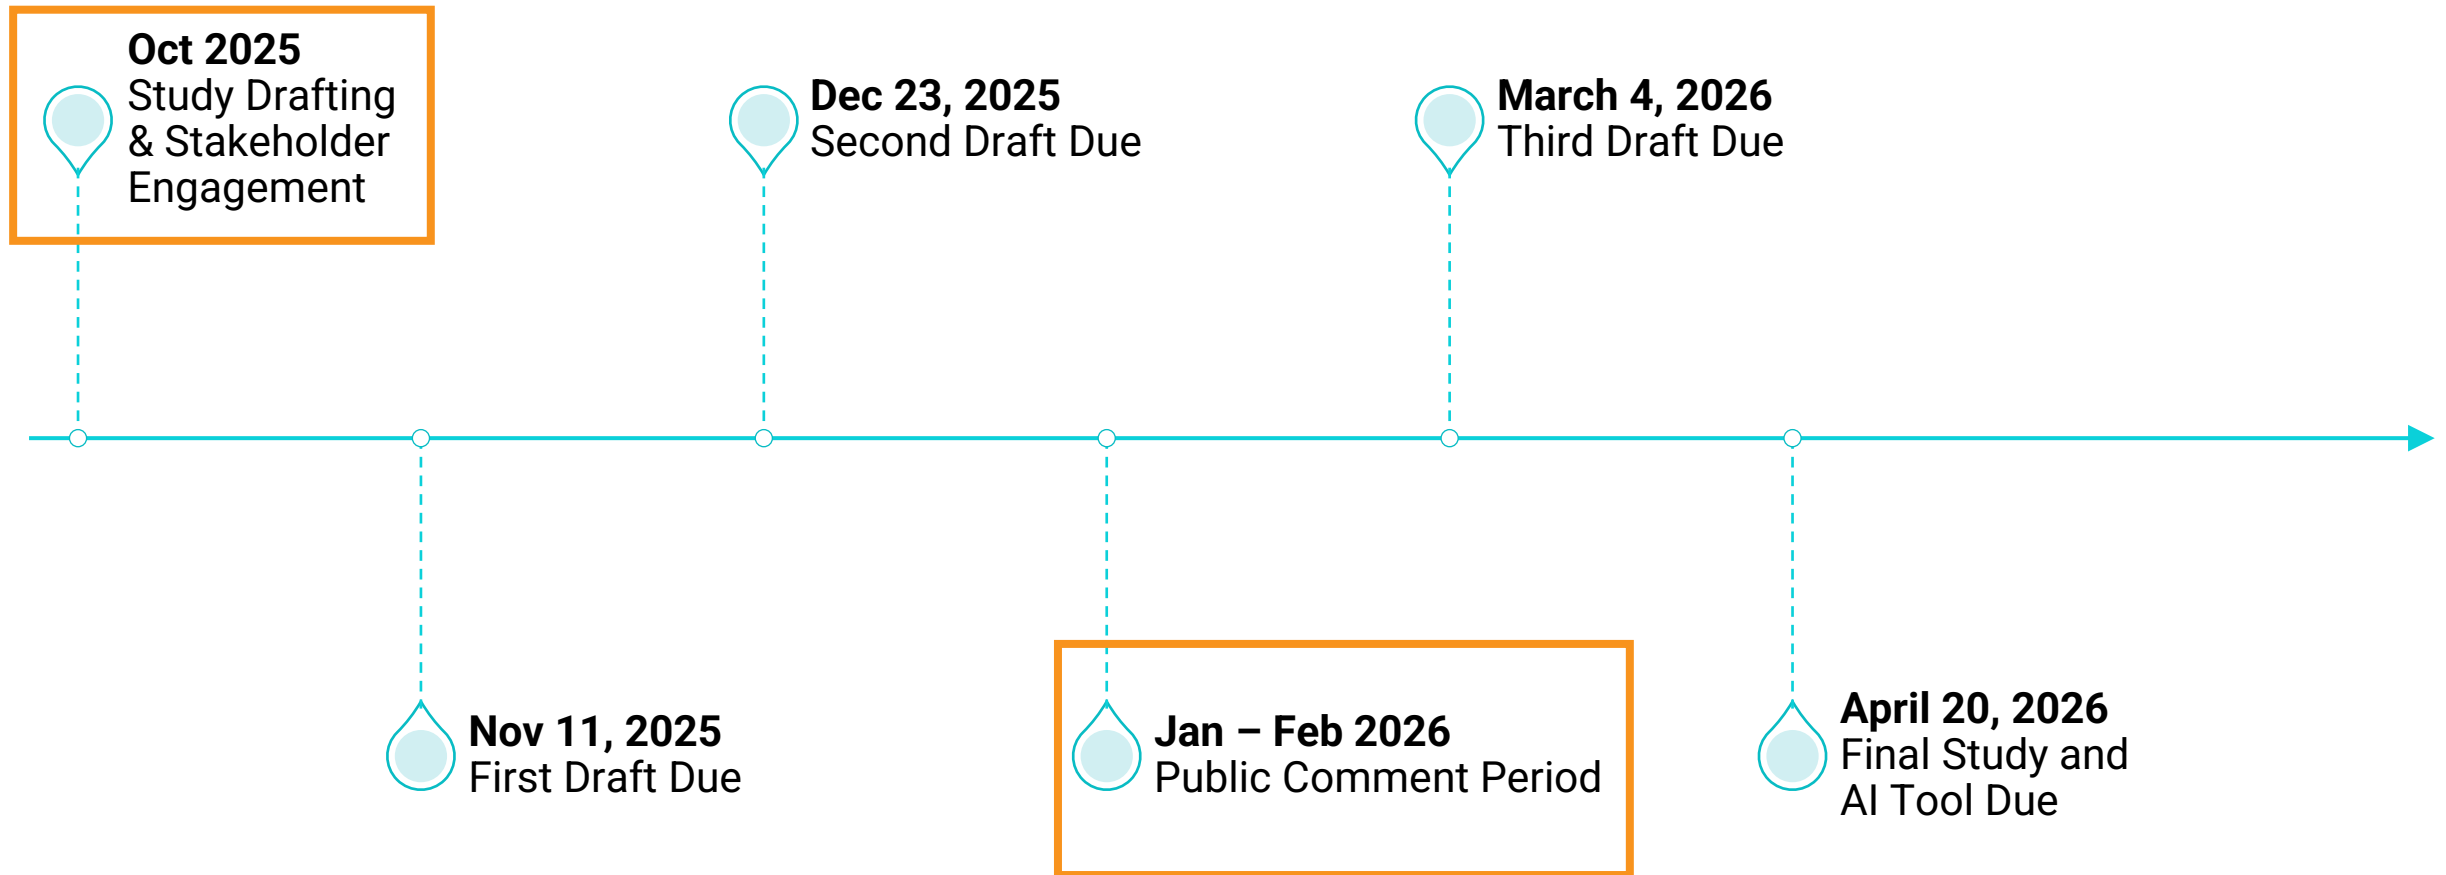 Oct 2025
Study Drafting
& Stakeholder
Engagement
Nov 11, 2025
First Draft Due
Dec 23, 2025
Second Draft Due
Jan – Feb 2026
Public Comment Period
March 4, 2026
Third Draft Due
April 20, 2026
Final Study and
AI Tool Due